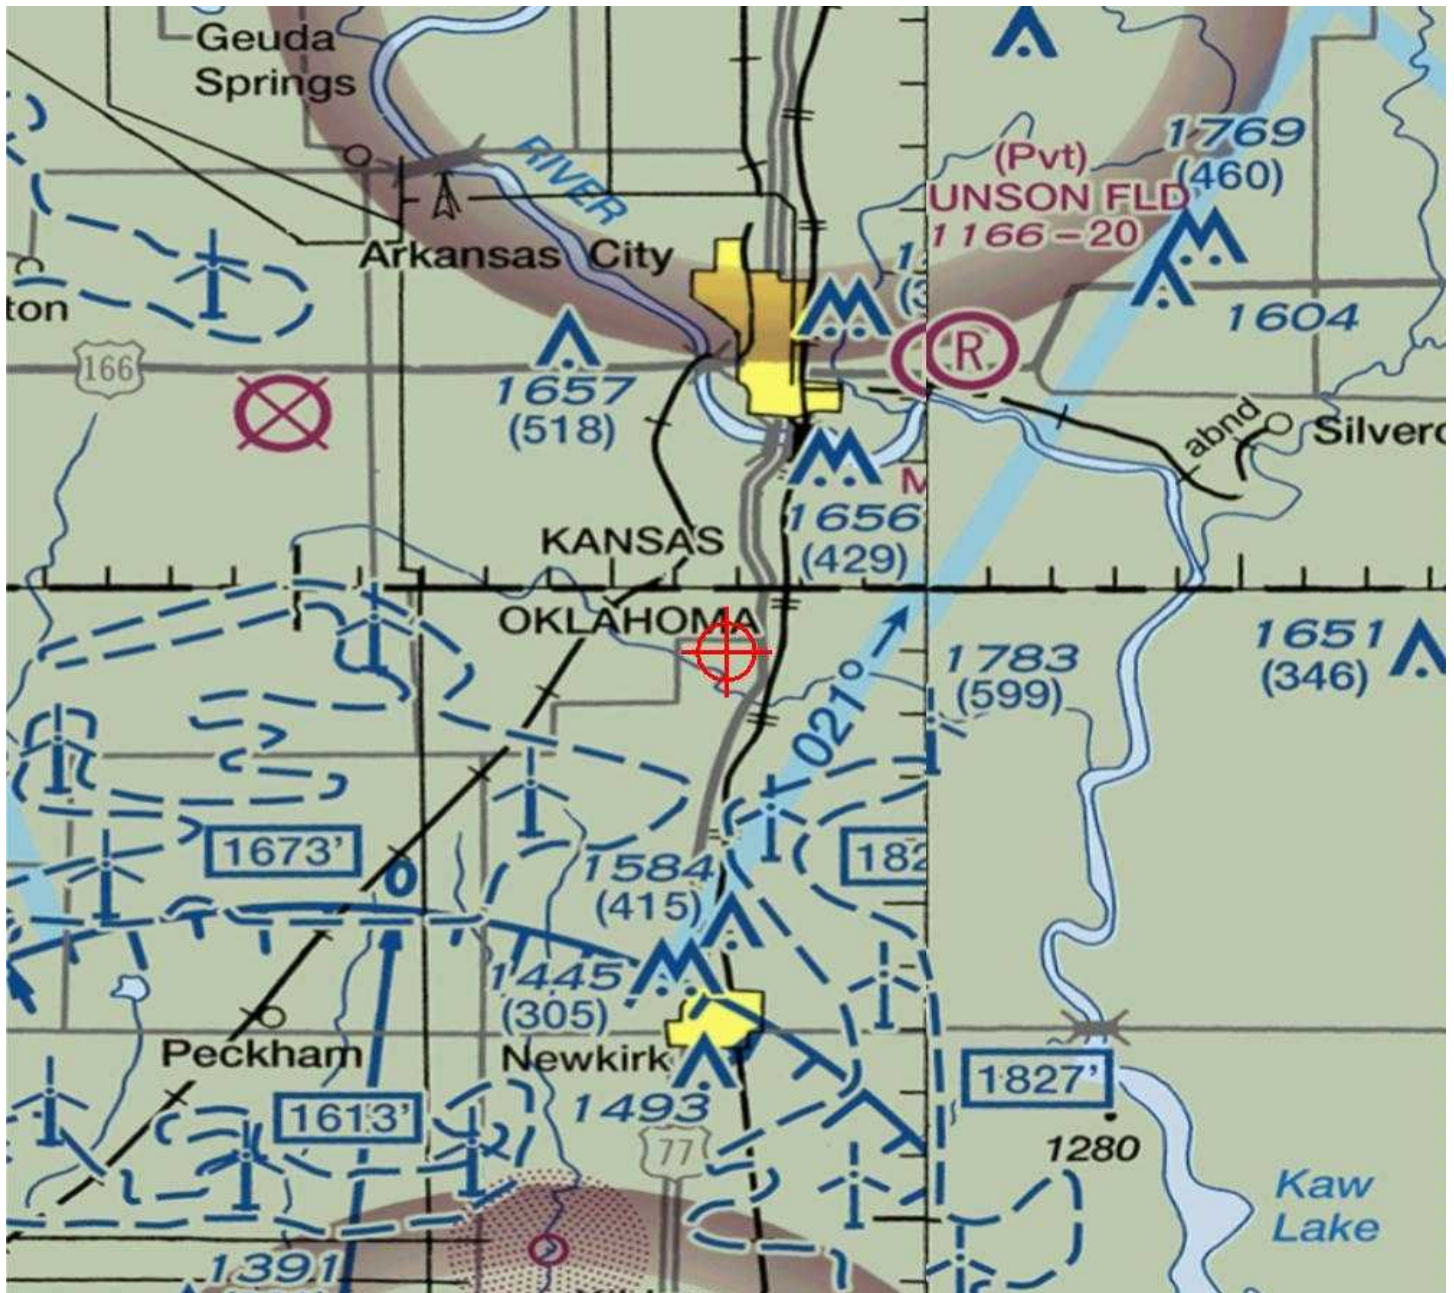 Geuda
Springs
RIVER
Arkansas City
ton
166
1657
(518)
(Pvt)
UNSON FLD
1166-20
1769
(460)
1604
R
abnd
Silverd
M
1656
(429)
KANSAS
OKLAHOMA
021°
1783
(599)
1651
(346)
1673'
0
1584
(415)
182
1445
(305)
Peckham
Newkirk
1493
1613'
77
1827'
1280
Kaw
Lake
1391